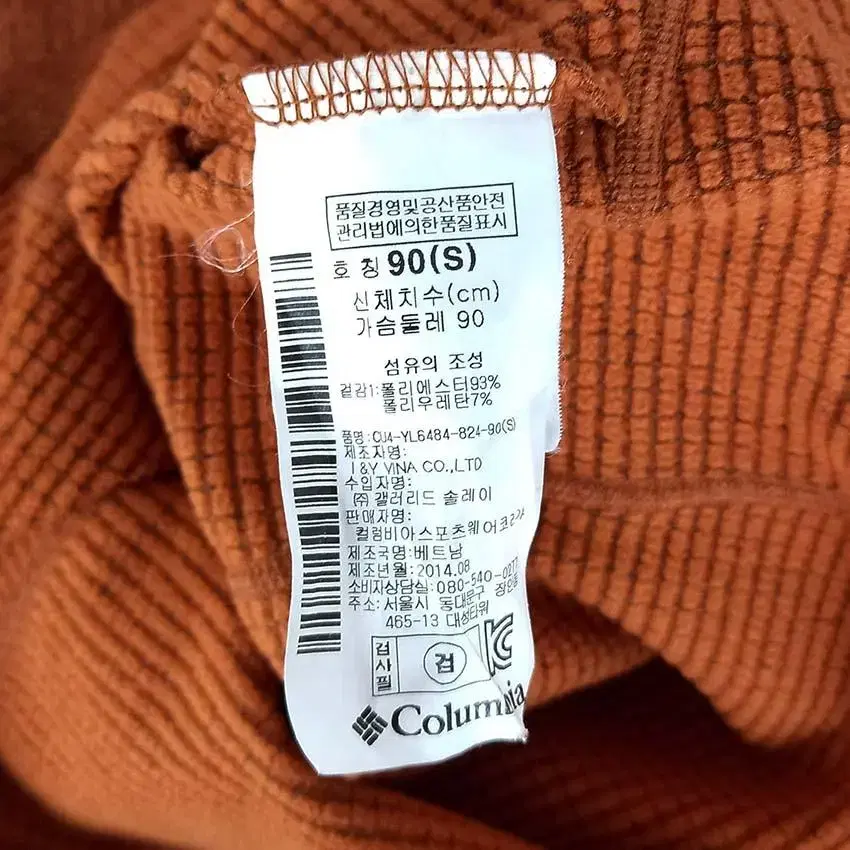 품질경영및공산품안전
관리법에의한품질표시
호 칭 90(S)
신체치수(cm)
가슴둘레 90
섬유의 조성
겉감1:폴리에스터93%
폴리우레탄7%
품명:CU4-YL6484-824-90(S)
제조자명:
I &Y VINA CO.,LTD
수입자명:
㈜ 갤러리드 솔레이
판매자명:
컬럼비아스포츠웨어코리아
제조국명:베트남
제조년월:2014.08
소비자상담실:080-540-0277
주소:서울시 동대문구 장안동
465-13 대성타워
검사필
검
Columbia